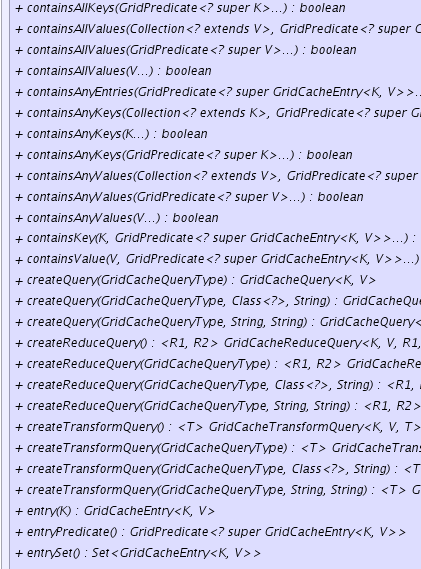 + containsAllKeys(GridPredicate<? super K>...) : boolean
+ containsAllValues(Collection<? extends V>, GridPredicate<? super G
+ containsAllValues(GridPredicate<? super V>...) : boolean
+ containsAllValues(V...) : boolean
+ containsAnyEntries(GridPredicate<? super GridCacheEntry<K, V>>..
+ containsAnyKeys(Collection<? extends K>, GridPredicate<? super Gr
+ containsAnyKeys(K...) : boolean
+ containsAnyKeys(GridPredicate<? super K>...) : boolean
+ containsAnyValues(Collection<? extends V>, GridPredicate<? super
+ containsAnyValues(GridPredicate<? super V>...) : boolean
+ containsAnyValues(V...) : boolean
+ containsKey(K, GridPredicate<? super GridCacheEntry<K, V>>...) :
+ containsValue(V, GridPredicate<? super GridCacheEntry<K, V>>...)
+ createQuery(GridCacheQueryType) : GridCacheQuery<K, V>
+ createQuery(GridCacheQueryType, Class<?>, String) : GridCacheQue
+ createQuery(GridCacheQueryType, String, String) : GridCacheQuery<
+ createReduceQuery() : <R1, R2> GridCacheReduceQuery<K, V, R1,
+ createReduceQuery(GridCacheQueryType) : <R1, R2> GridCacheRe
+ createReduceQuery(GridCacheQueryType, Class<?>, String) : <R1,
+ createReduceQuery(GridCacheQueryType, String, String) : <R1, R2>
+ createTransformQuery() : <T> GridCacheTransformQuery<K, V, T>
+ createTransformQuery(GridCacheQueryType) : <T> GridCacheTran
+ createTransformQuery(GridCacheQueryType, Class<?>, String) : <T
+ createTransformQuery(GridCacheQueryType, String, String) : <T> G
+ entry(K) : GridCacheEntry<K, V>
+ entryPredicate() : GridPredicate<? super GridCacheEntry<K, V>>
+ entrySet() : Set<GridCacheEntry<K, V>>